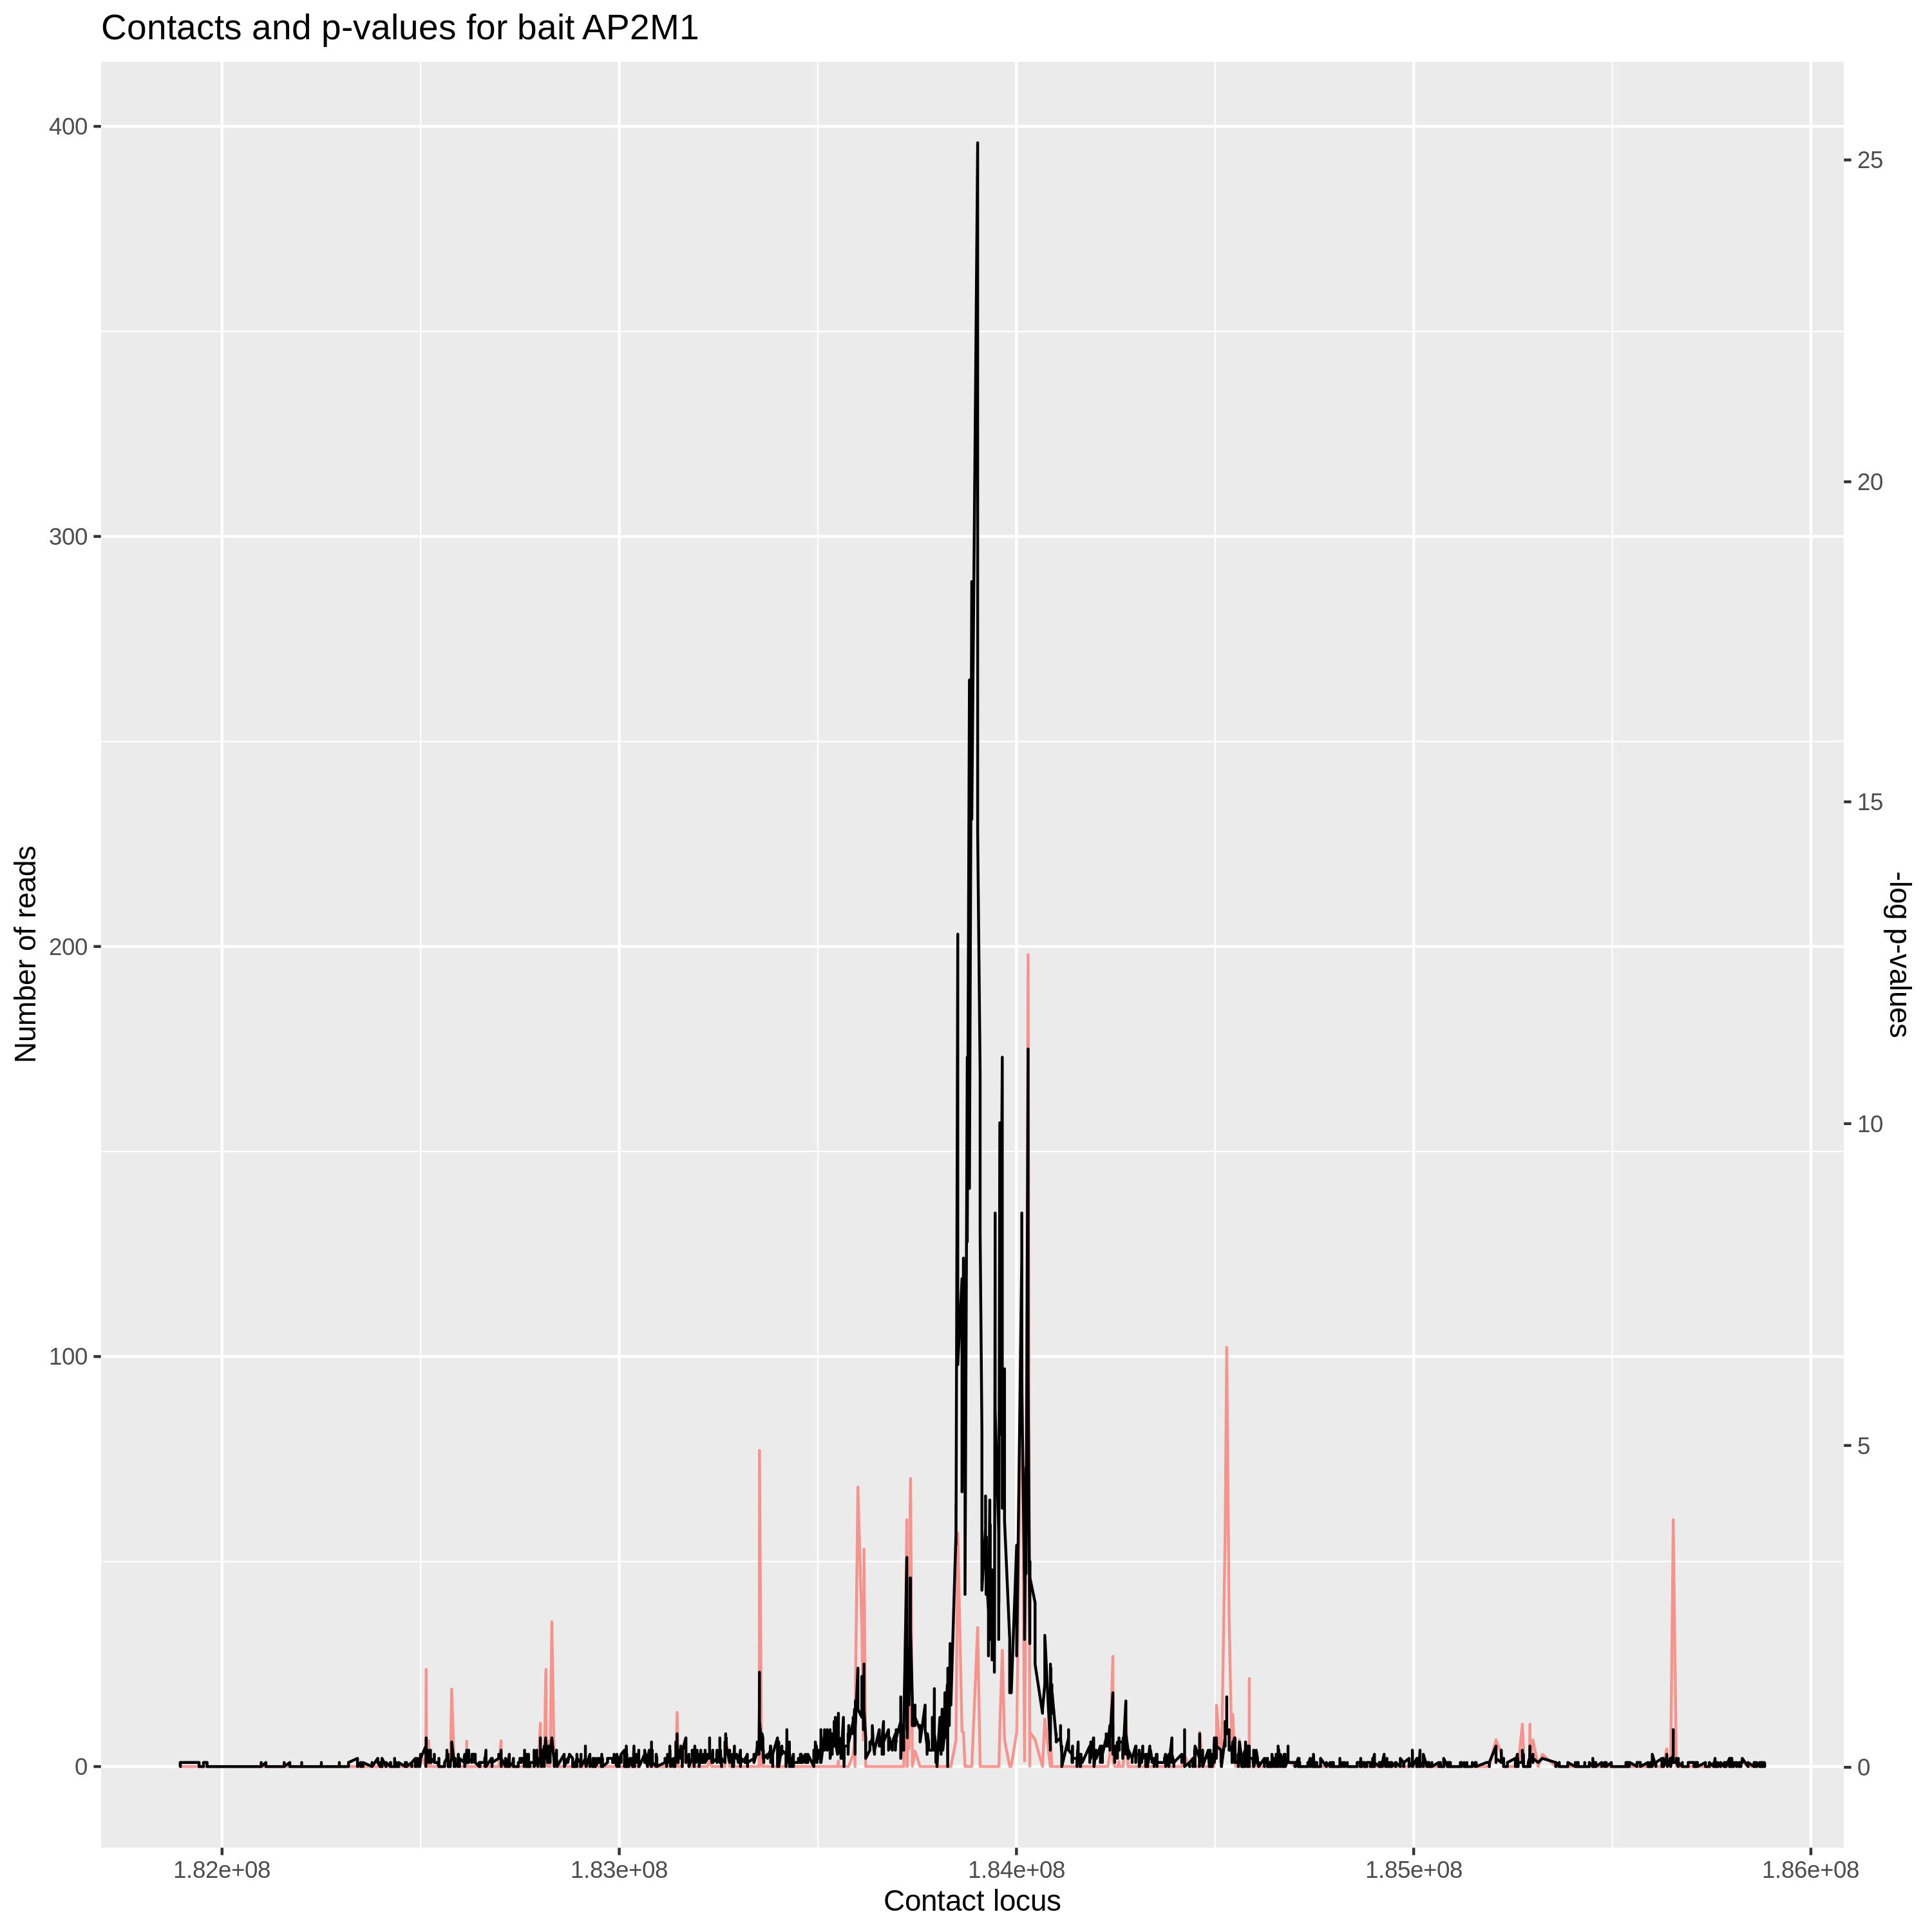 Contacts and p-values for bait AP2M1
400
300
200
100
0
Number of reads
25
20
15
10
5
0
-log p-values
1.82e+08
1.83e+08
1.84e+08
1.85e+08
1.86e+08
Contact locus